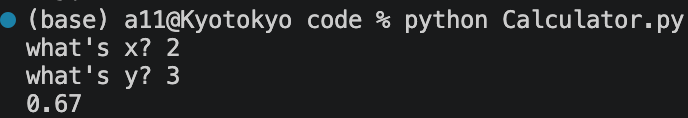 (base) a11@Kyotokyo code % python Calculator.py
what's x? 2
what's y? 3
0.67